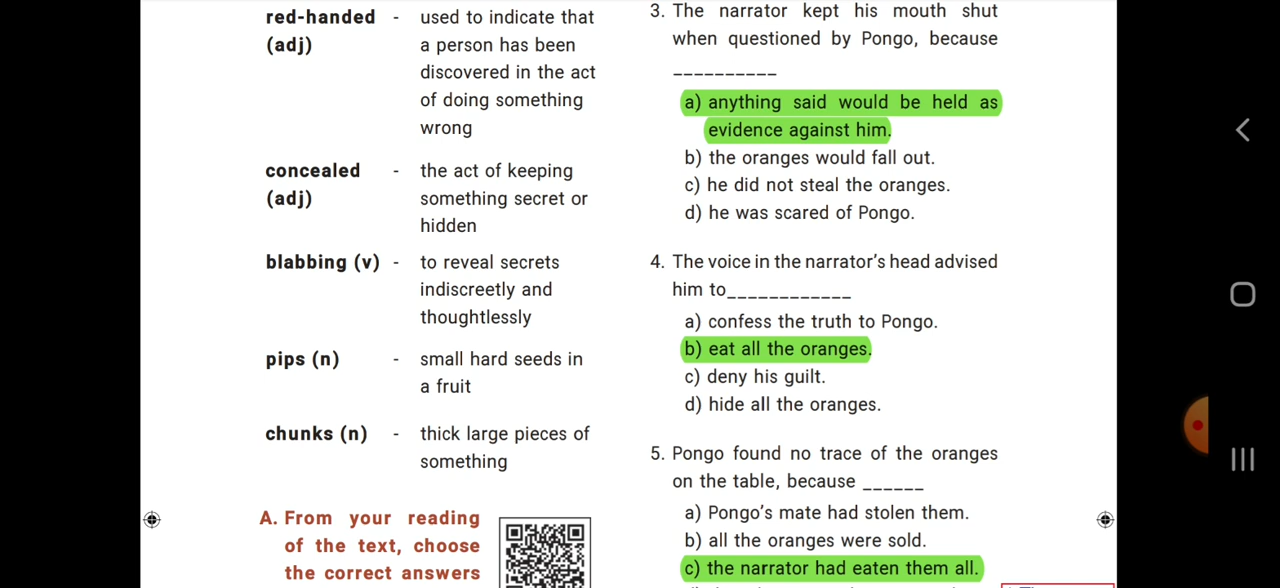 red-handed - used to indicate that
(adj) a person has been
discovered in the act
of doing something
wrong
concealed - the act of keeping
(adj) something secret or
hidden
blabbing (v) - to reveal secrets
indiscreetly and
thoughtlessly
pips (n) - small hard seeds in
a fruit
chunks (n) - thick large pieces of
something
A. From your reading
of the text, choose
the correct answers
3. The narrator kept his mouth shut
when questioned by Pongo, because
__________
a) anything said would be held as
evidence against him.
b) the oranges would fall out.
c) he did not steal the oranges.
d) he was scared of Pongo.
4. The voice in the narrator's head advised
him to____________
a) confess the truth to Pongo.
b) eat all the oranges.
c) deny his guilt.
d) hide all the oranges.
5. Pongo found no trace of the oranges
on the table, because ______
a) Pongo's mate had stolen them.
b) all the oranges were sold.
c) the narrator had eaten them all.